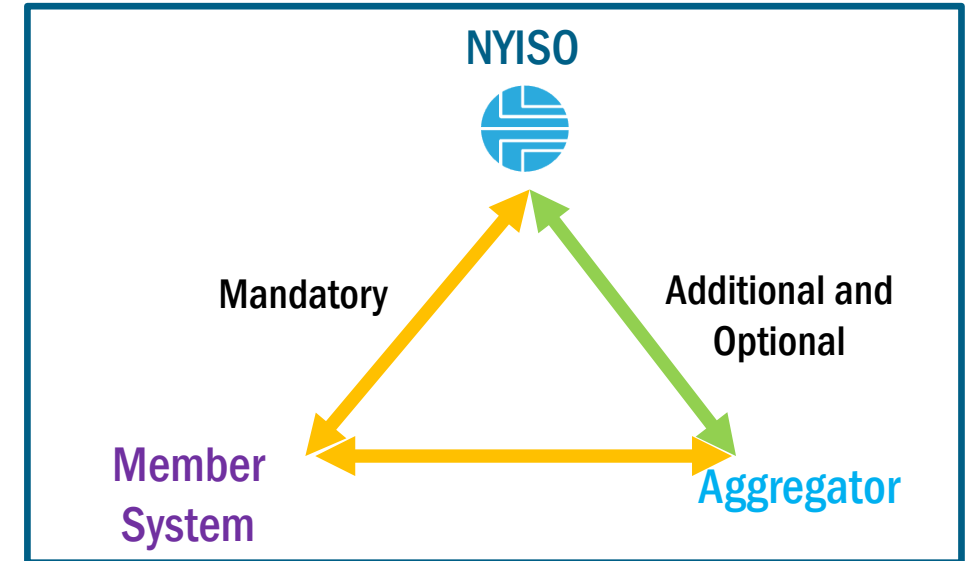 NYISO
Mandatory
Additional and
Optional
Member
System
Aggregator